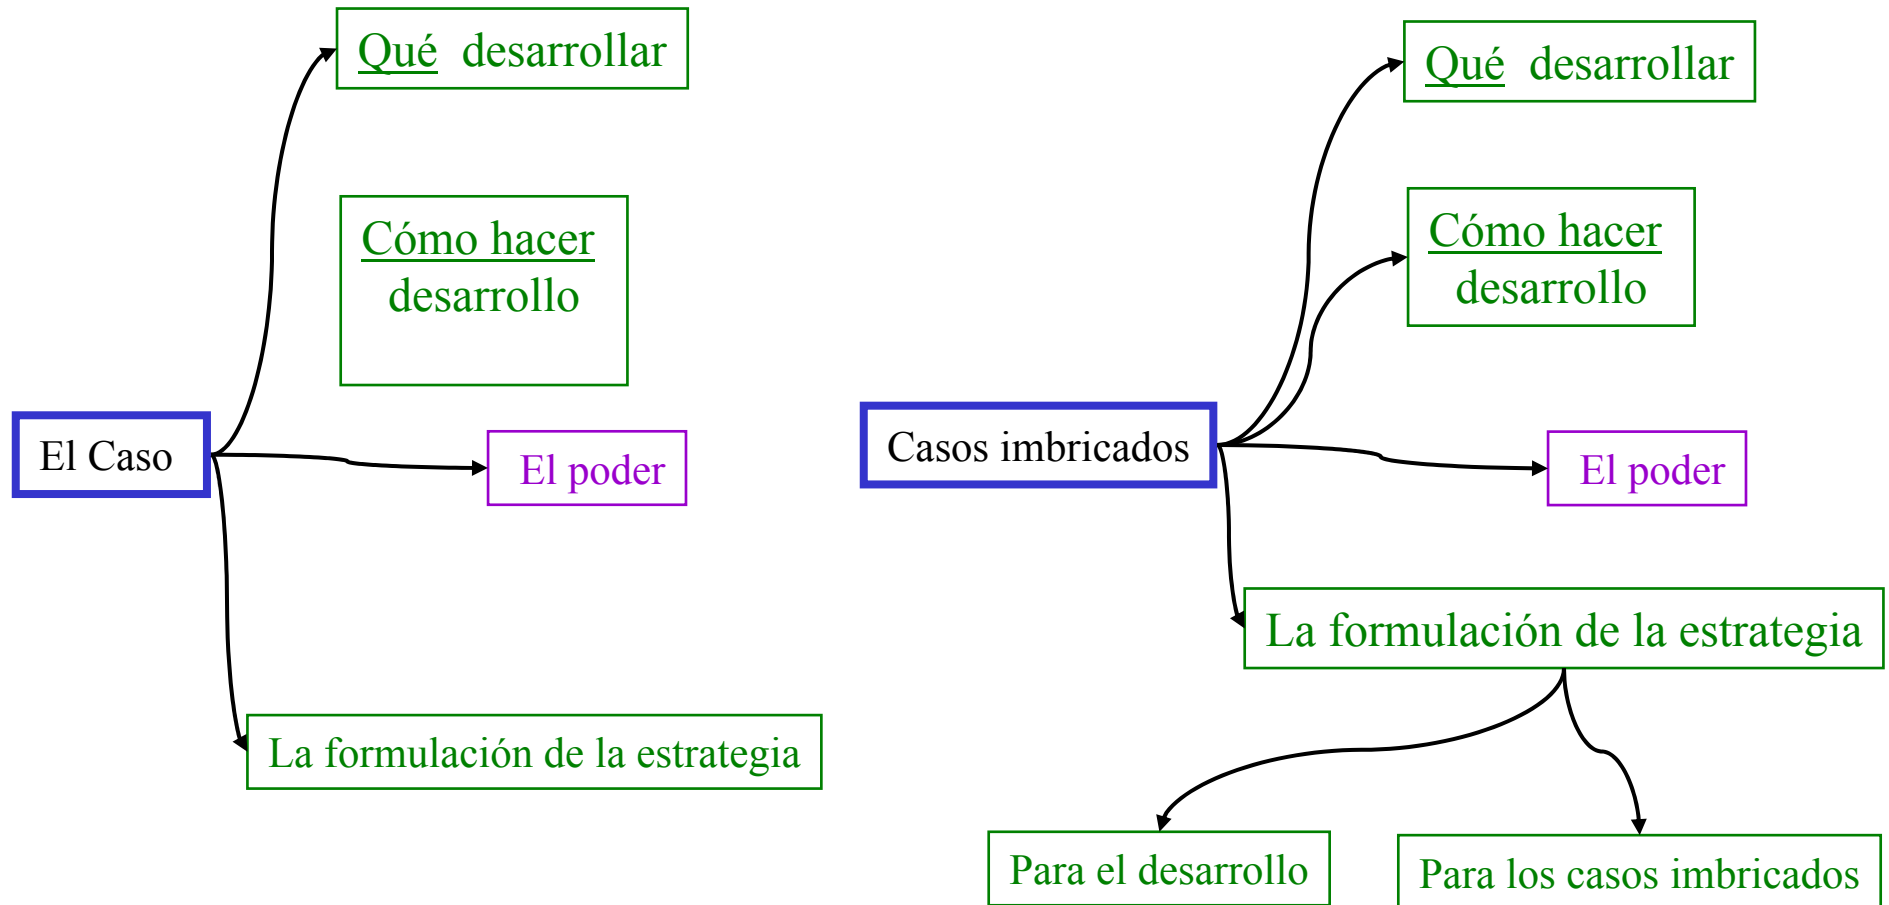 Qué desarrollar
Cómo hacer
desarrollo
El Caso
El poder
La formulación de la estrategia
Qué desarrollar
Cómo hacer
desarrollo
Casos imbricados
El poder
La formulación de la estrategia
Para el desarrollo
Para los casos imbricados